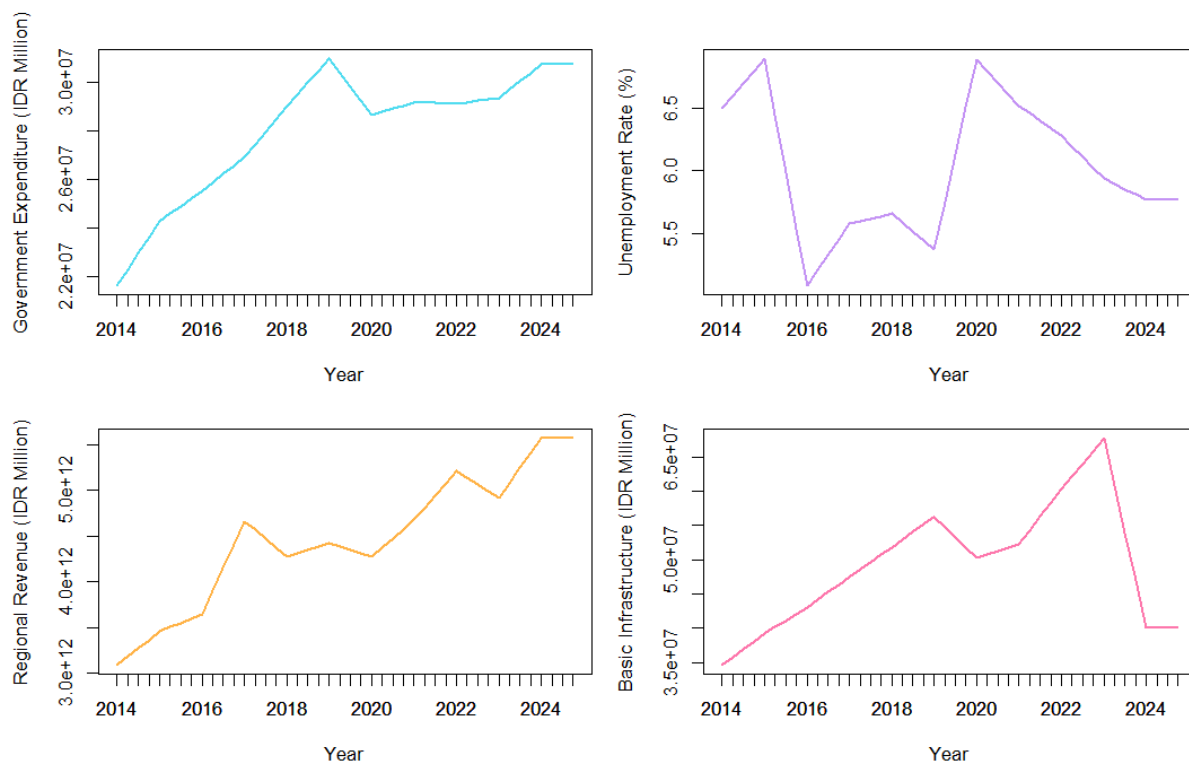 Government Expenditure (IDR Million)
3.0e+07
2.6e+07
2.2e+07
2014 2016 2018 2020 2022 2024
Year
Unemployment Rate (%)
6.5
6.0
5.5
2014 2016 2018 2020 2022 2024
Year
Regional Revenue (IDR Million)
5.0e+12
4.0e+12
3.0e+12
2014 2016 2018 2020 2022 2024
Year
Basic Infrastructure (IDR Million)
6.5e+07
5.0e+07
3.5e+07
2014 2016 2018 2020 2022 2024
Year